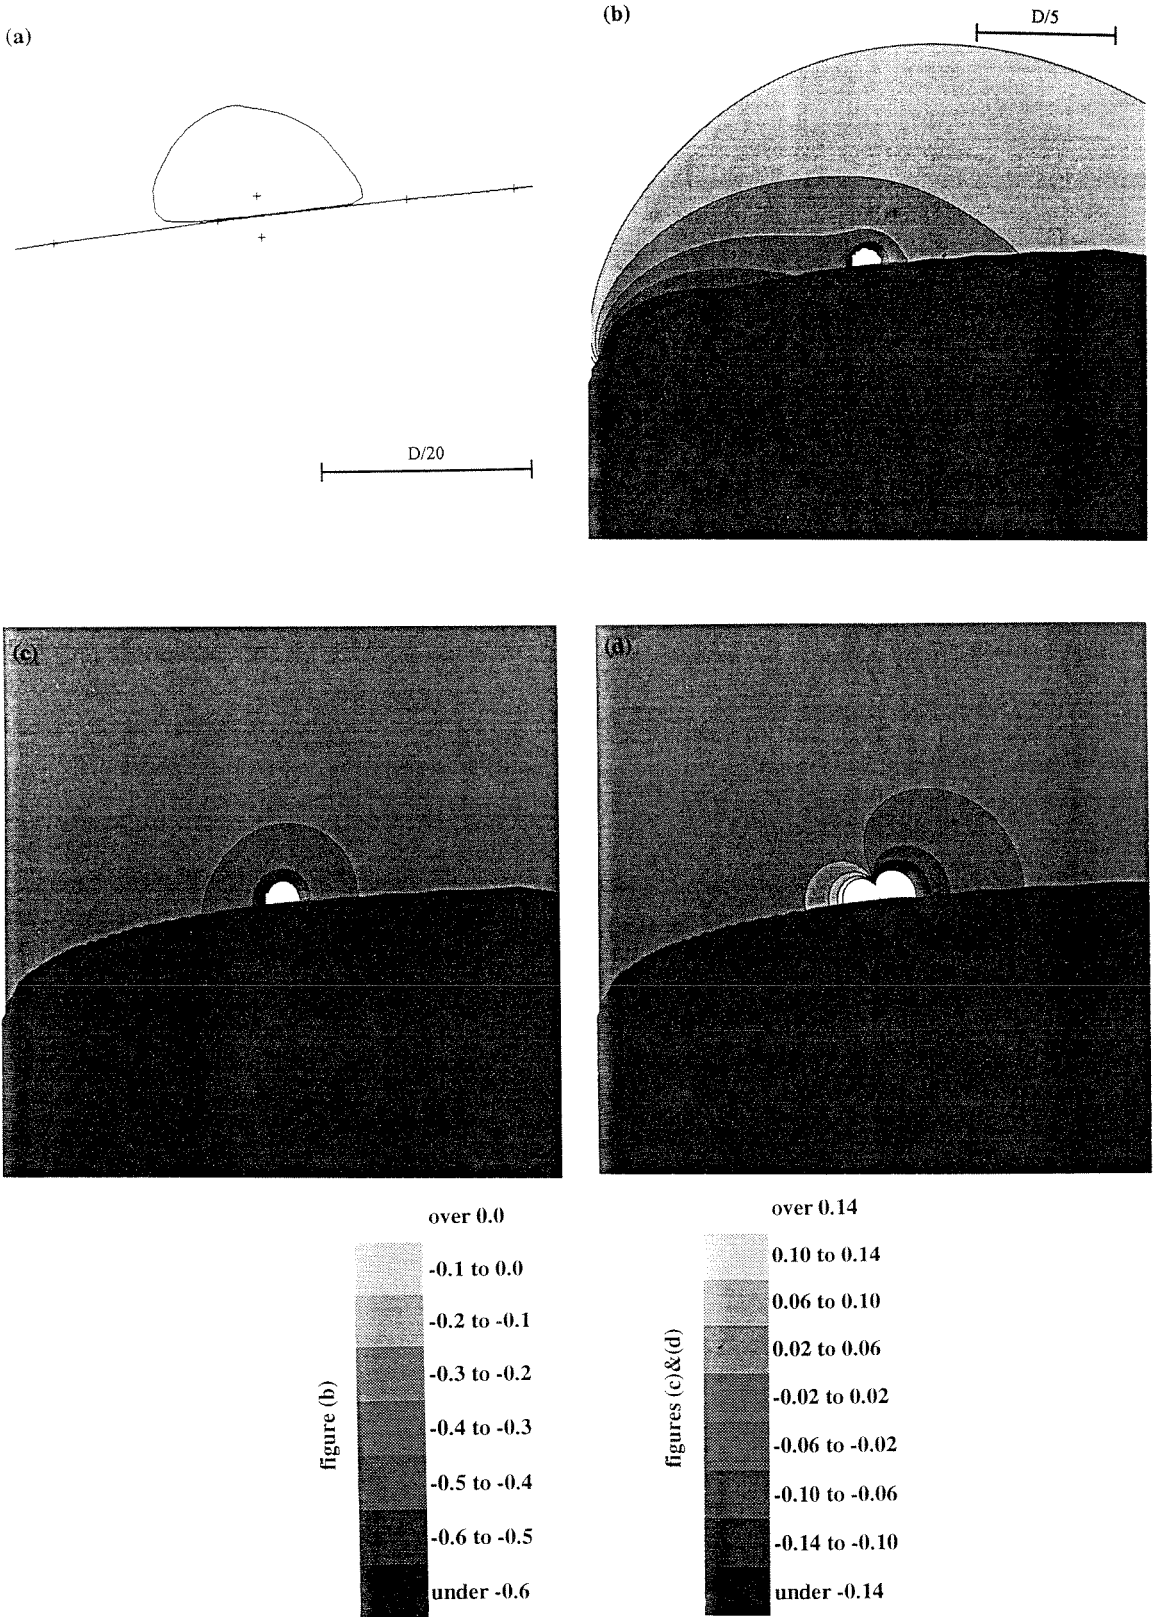 (a)
(b)
D/5
D/20
(c)
(d)
figure (b)
over 0.0
-0.1 to 0.0
-0.2 to -0.1
-0.3 to -0.2
-0.4 to -0.3
-0.5 to -0.4
-0.6 to -0.5
under -0.6
figures (c)&(d)
over 0.14
0.10 to 0.14
0.06 to 0.10
0.02 to 0.06
-0.02 to 0.02
-0.06 to -0.02
-0.10 to -0.06
-0.14 to -0.10
under -0.14